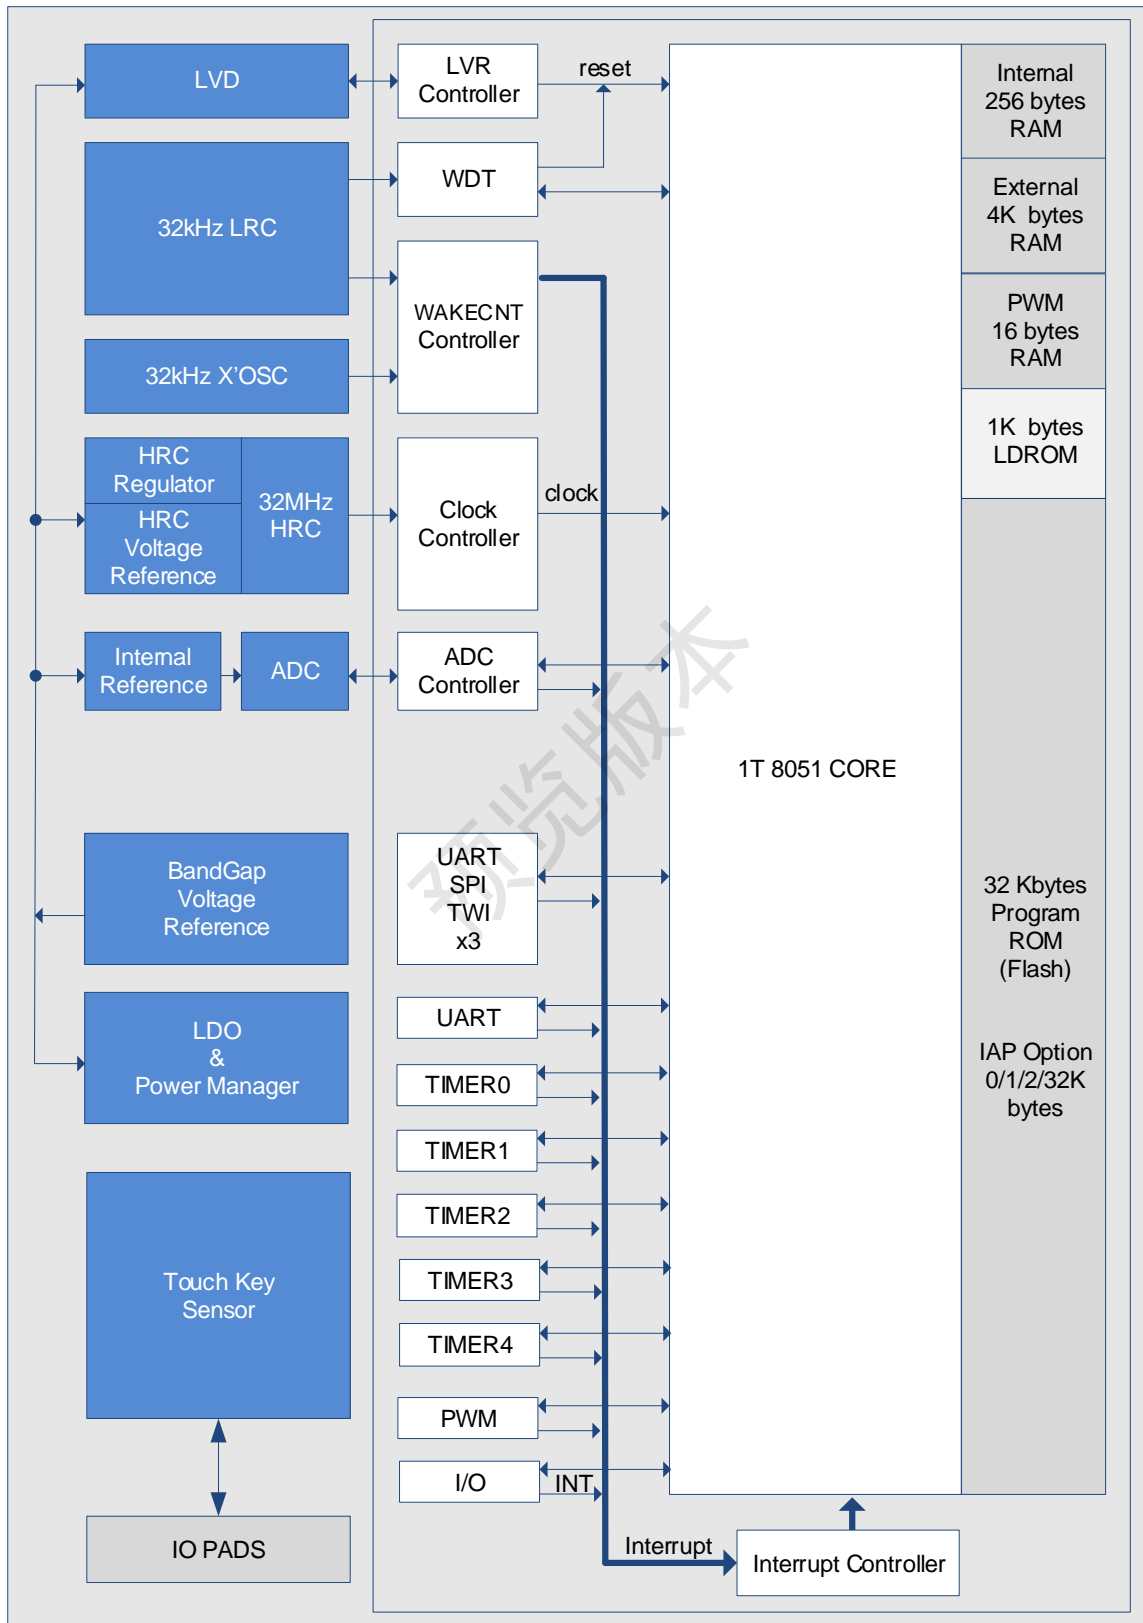 LVD
LVR
Controller
reset
Internal
256 bytes
RAM
32kHz LRC
WDT
External
4K bytes
RAM
WAKECNT
Controller
PWM
16 bytes
RAM
32kHz X'OSC
1K bytes
LDROM
HRC
Regulator
HRC
Voltage
Reference
32MHz
HRC
Clock
Controller
clock
Internal
Reference
ADC
ADC
Controller
1T 8051 CORE
预览版本
BandGap
Voltage
Reference
UART
SPI
TWI
x3
32 Kbytes
Program
ROM
(Flash)
LDO
&
Power Manager
UART
IAP Option
0/1/2/32K
bytes
TIMER0
TIMER1
TIMER2
Touch Key
Sensor
TIMER3
TIMER4
PWM
I/O
INT
IO PADS
Interrupt
Interrupt Controller